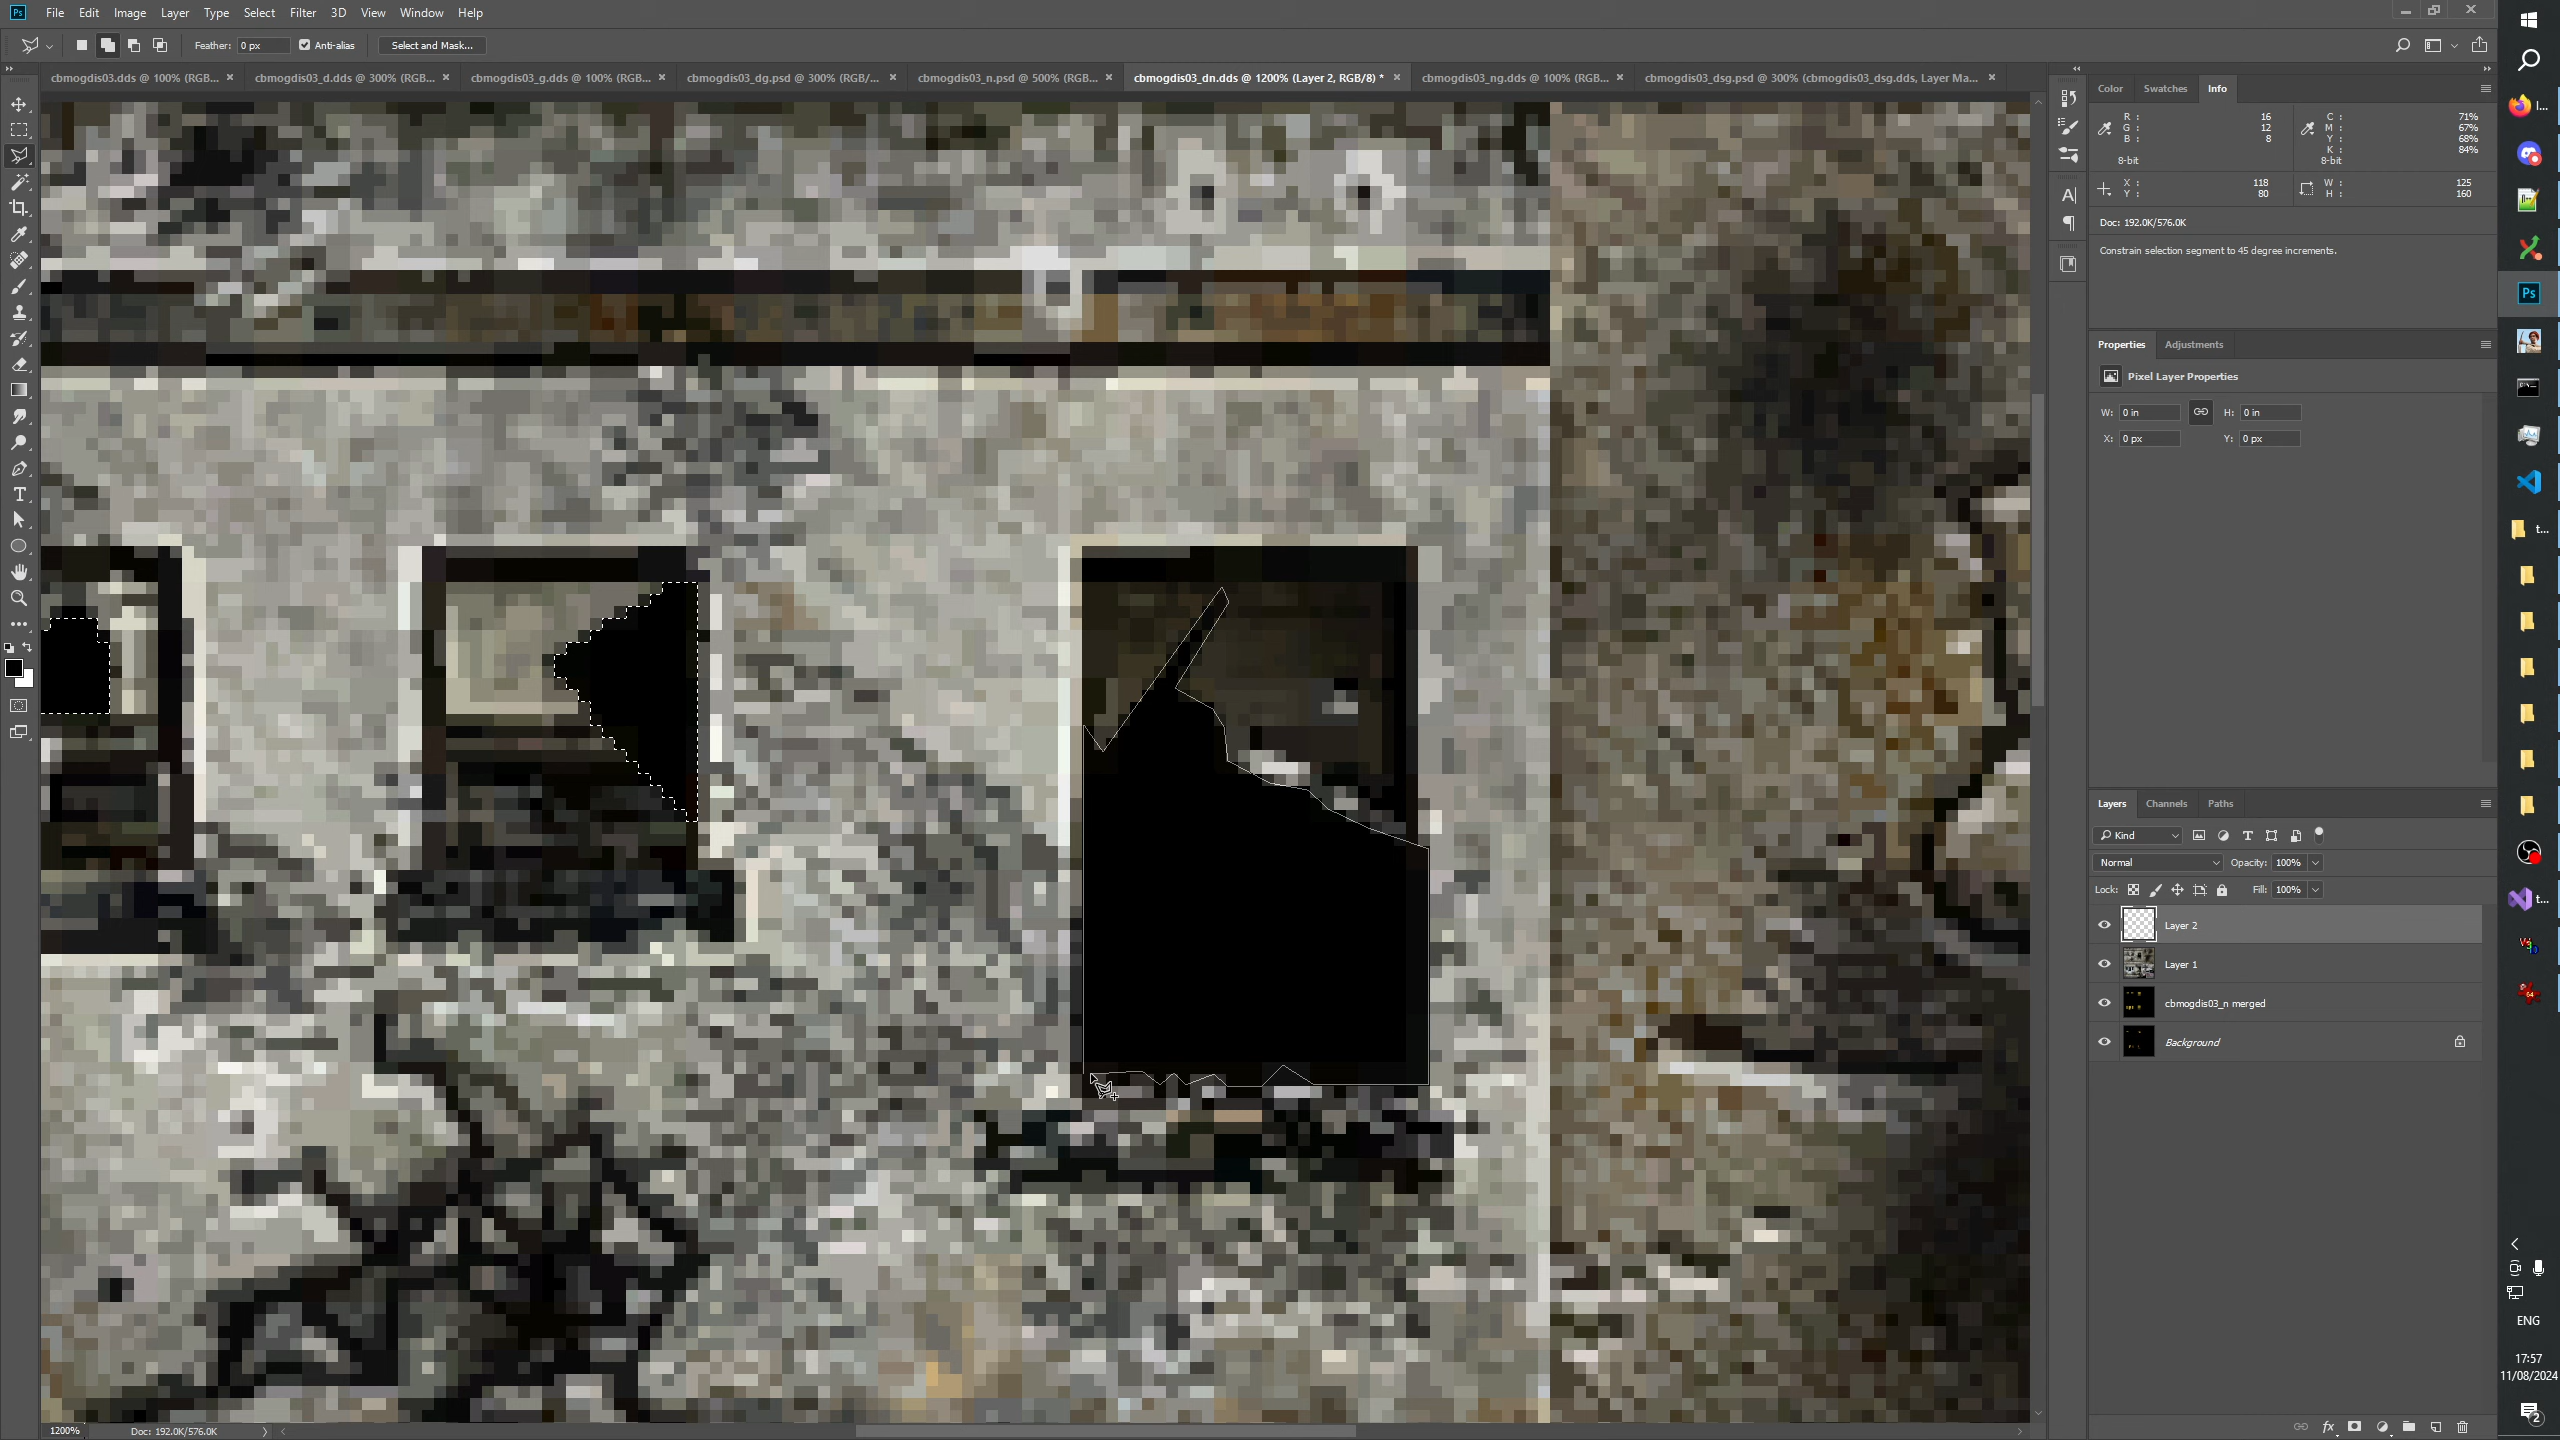 Ps File Edit Image Layer Type Select Filter 3D View Window Help
Feather: 0 px Anti-alias Select and Mask...
cbmogdis03.dds @ 100% (RGB... × cbmogdis03_d.dds @ 300% (RGB... × cbmogdis03_g.dds @ 100% (RGB... × cbmogdis03_dg.psd @ 300% (RGB/... × cbmogdis03_n.psd @ 500% (RGB... × cbmogdis03_dn.dds @ 1200% (Layer 2, RGB/8) * × cbmogdis03_ng.dds @ 100% (RGB... × cbmogdis03_dsg.psd @ 300% (cbmogdis03_dsg.dds, Layer Ma... ×
Color Swatches Info
R : 16 C : 71%
G : 12 M : 67%
B : 8 Y : 68%
K : 84%
8-bit 8-bit
X : 118 W : 125
Y : 80 H : 160
Doc: 192.0K/576.0K
Constrain selection segment to 45 degree increments.
Properties Adjustments
Pixel Layer Properties
W: 0 in H: 0 in
X: 0 px Y: 0 px
Layers Channels Paths
Kind
Normal Opacity: 100%
Lock: Fill: 100%
Layer 2
Layer 1
cbmogdis03_n merged
Background
1200% Doc: 192.0K/576.0K
I...
Ps
t...
t...
64
ENG
17:57
11/08/2024
2